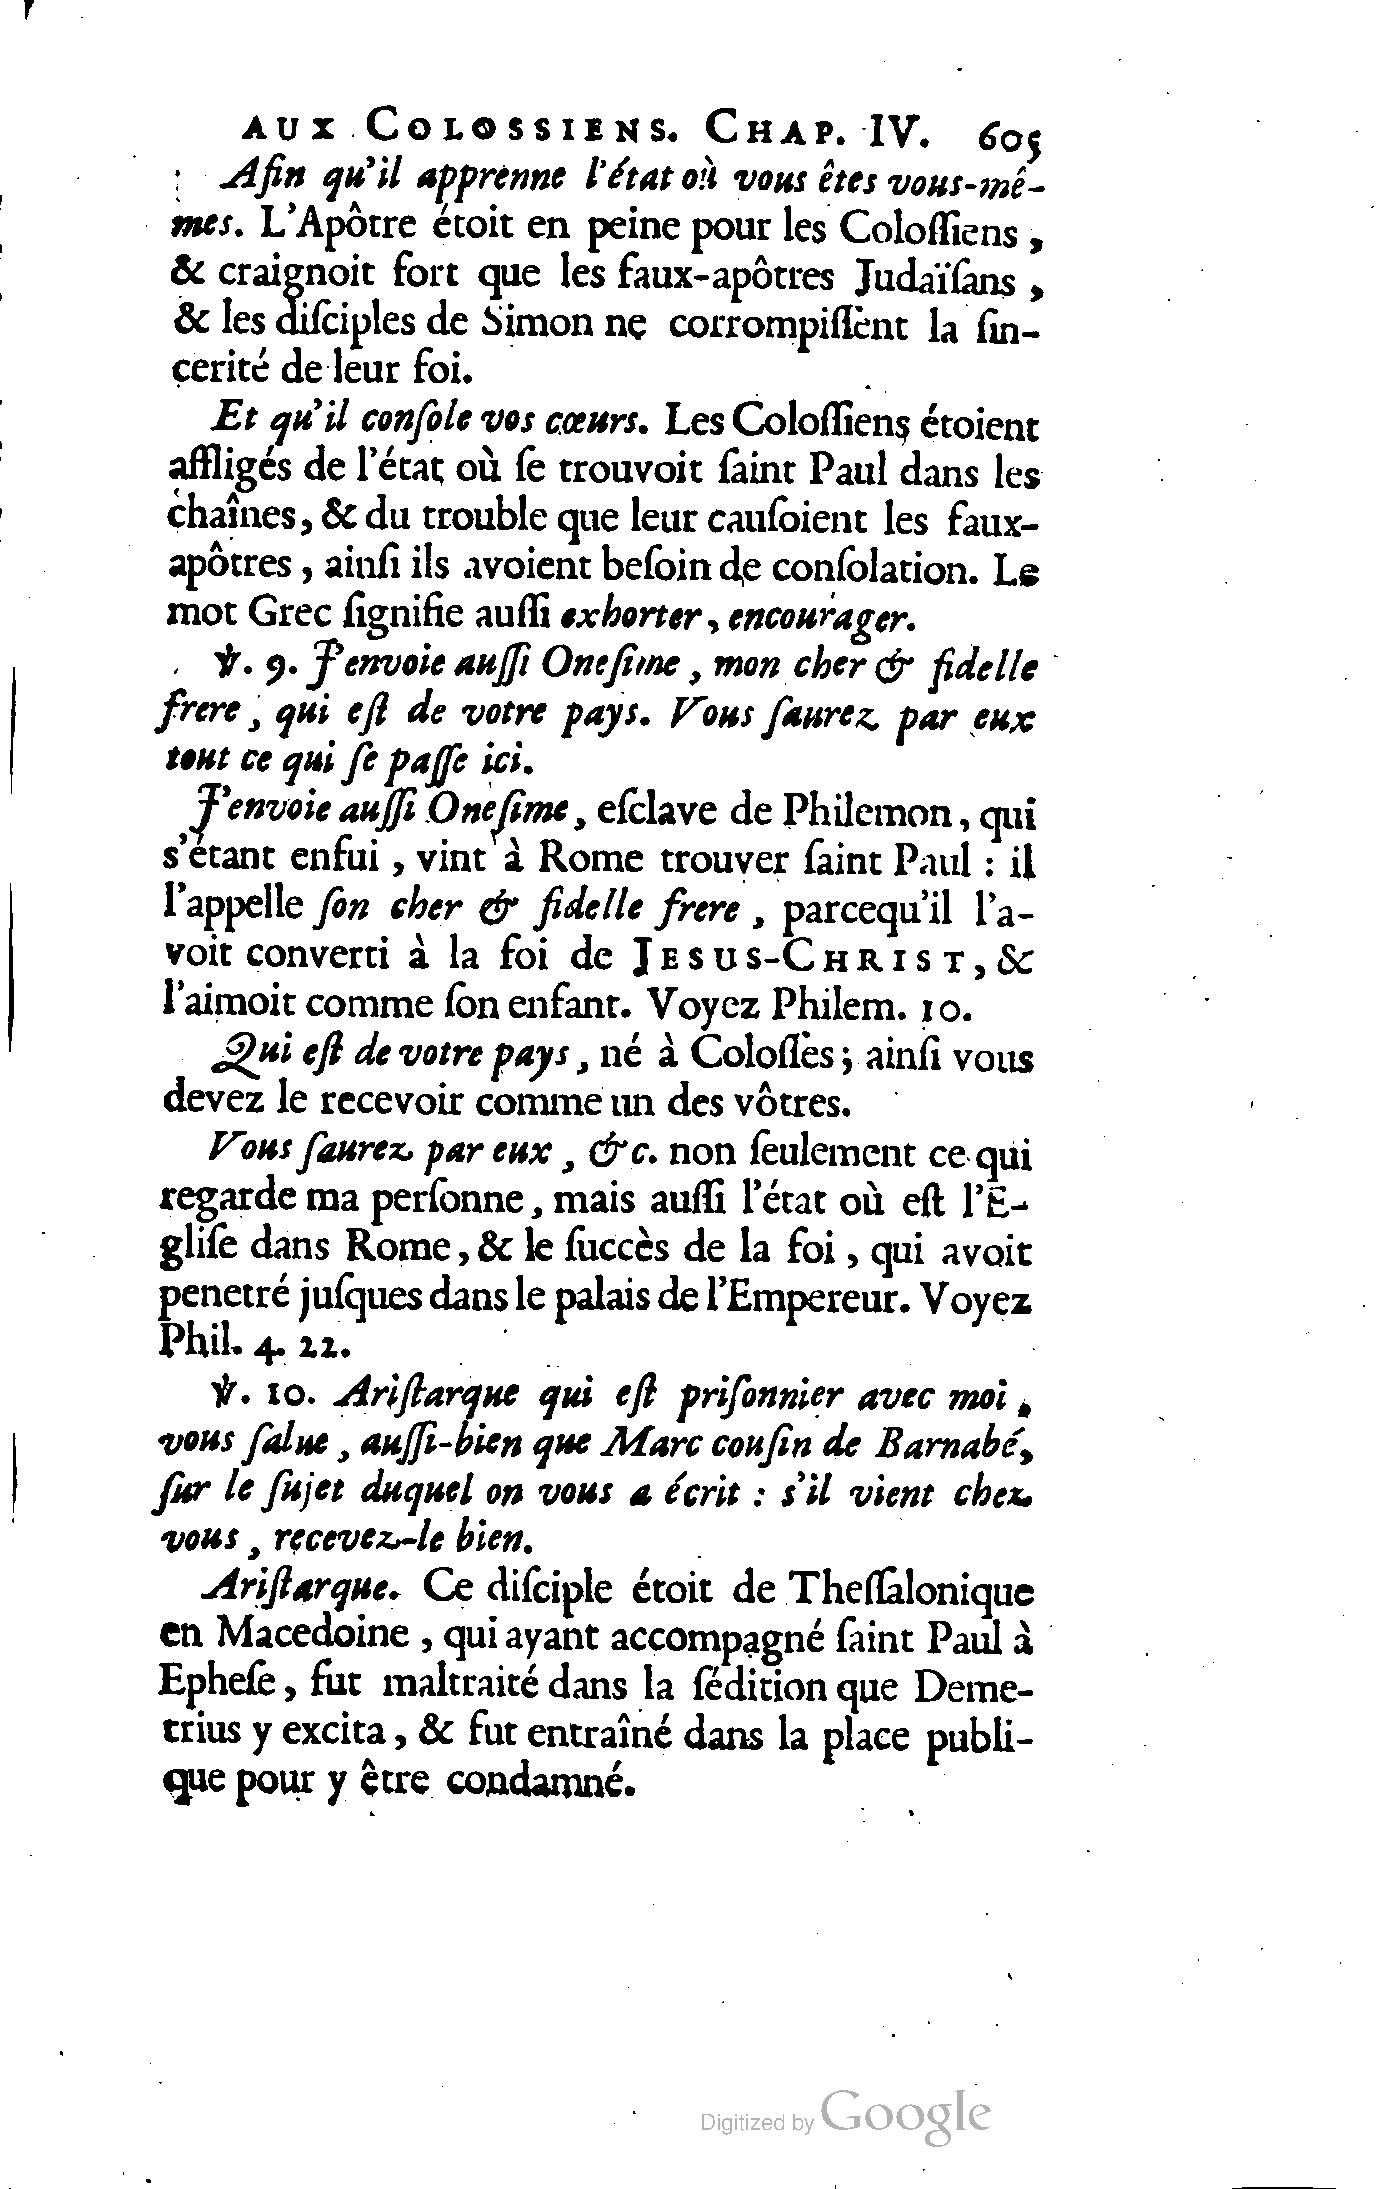 AUX COLOSSIENS. CHAP. IV. 605
Afin qu'il apprenne l'état où vous êtes vous-mê-
mes. L'Apôtre étoit en peine pour les Coloſſiens,
& craignoit fort que les faux-apôtres Judaïſans,
& les diſciples de Simon ne corrompiſſent la ſin-
cerité de leur foi.
Et qu'il conſole vos cœurs. Les Coloſſiens étoient
affligés de l'état où ſe trouvoit ſaint Paul dans les
chaînes, & du trouble que leur cauſoient les faux-
apôtres, ainſi ils avoient beſoin de conſolation. Le
mot Grec ſignifie auſſi exhorter, encourager.
℣. 9. J'envoie auſſi Oneſime, mon cher & fidelle
frere, qui eſt de votre pays. Vous ſaurez par eux
tout ce qui ſe paſſe ici.
J'envoie auſſi Oneſime, eſclave de Philemon, qui
s'étant enfui, vint à Rome trouver ſaint Paul : il
l'appelle ſon cher & fidelle frere, parcequ'il l'a-
voit converti à la foi de JESUS-CHRIST, &
l'aimoit comme ſon enfant. Voyez Philem. 10.
Qui eſt de votre pays, né à Coloſſes; ainſi vous
devez le recevoir comme un des vôtres.
Vous ſaurez par eux, &c. non ſeulement ce qui
regarde ma perſonne, mais auſſi l'état où eſt l'E-
gliſe dans Rome, & le ſuccès de la foi, qui avoit
penetré juſques dans le palais de l'Empereur. Voyez
Phil. 4. 22.
℣. 10. Ariſtarque qui eſt priſonnier avec moi,
vous ſalue, auſſi-bien que Marc couſin de Barnabé,
ſur le ſujet duquel on vous a écrit : s'il vient chez
vous, recevez-le bien.
Ariſtarque. Ce diſciple étoit de Theſſalonique
en Macedoine, qui ayant accompagné ſaint Paul à
Epheſe, fut maltraité dans la ſédition que Deme-
trius y excita, & fut entraîné dans la place publi-
que pour y être condamné.
Digitized by Google